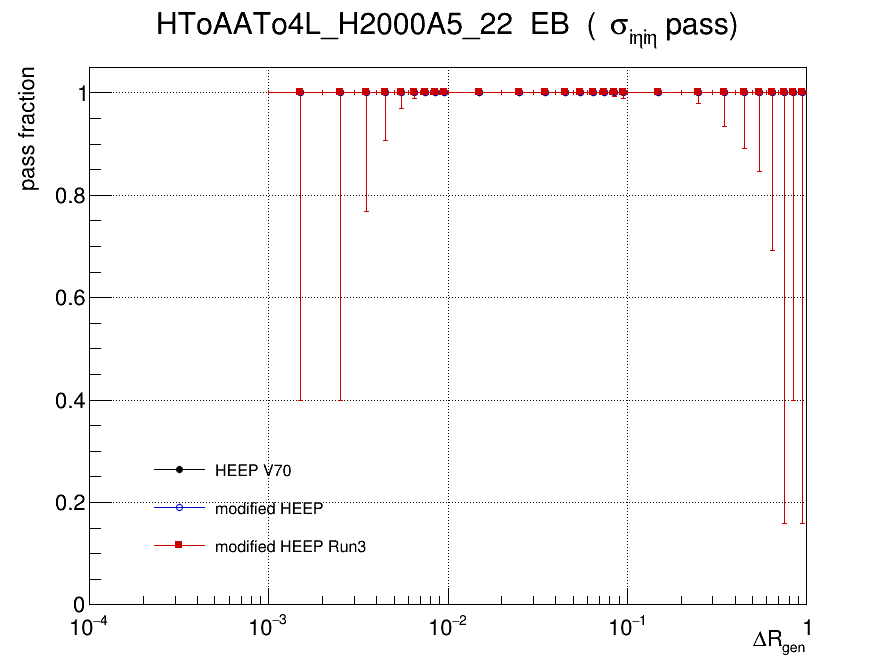 HToAATo4L_H2000A5_22 EB ( σiηiη pass)
pass fraction
1
0.8
0.6
0.4
0.2
0
HEEP V70
modified HEEP
modified HEEP Run3
10−4 10−3 10−2 10−1 1
ΔRgen